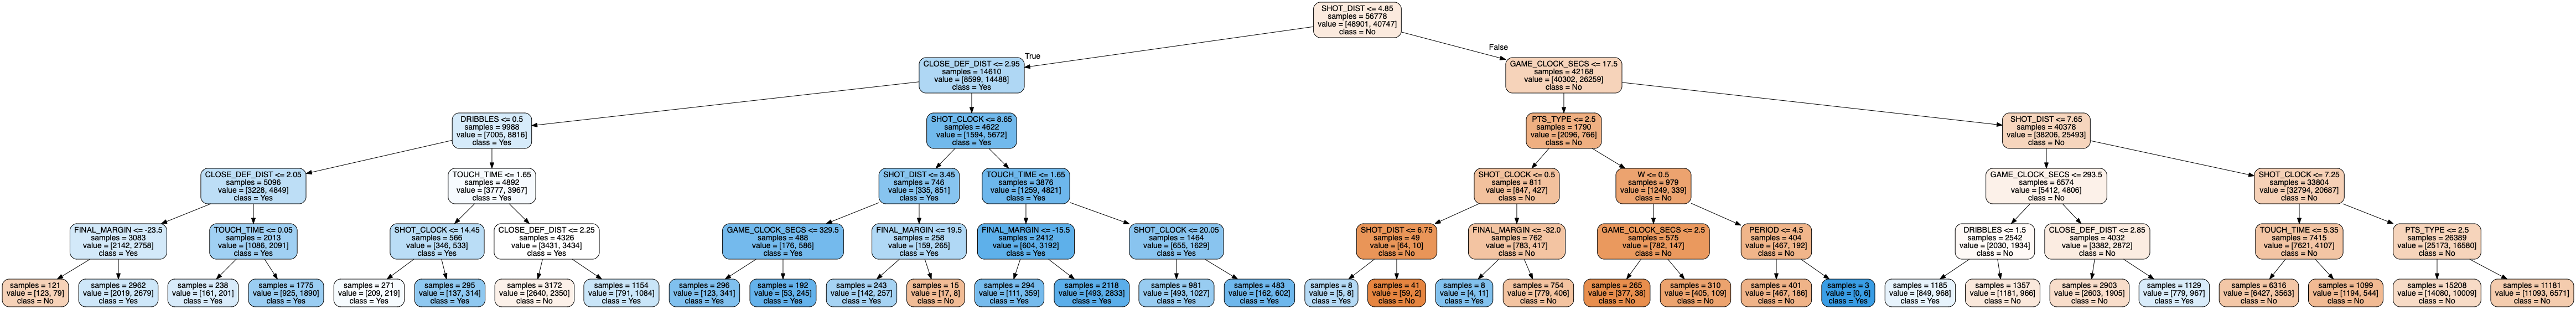 SHOT_DIST <= 4.85
samples = 56778
value = [48901, 40747]
class = No
True
False
CLOSE_DEF_DIST <= 2.95
samples = 14610
value = [8599, 14488]
class = Yes
GAME_CLOCK_SECS <= 17.5
samples = 42168
value = [40302, 26259]
class = No
DRIBBLES <= 0.5
samples = 9988
value = [7005, 8816]
class = Yes
SHOT_CLOCK <= 8.65
samples = 4622
value = [1594, 5672]
class = Yes
PTS_TYPE <= 2.5
samples = 1790
value = [2096, 766]
class = No
SHOT_DIST <= 7.65
samples = 40378
value = [38206, 25493]
class = No
CLOSE_DEF_DIST <= 2.05
samples = 5096
value = [3228, 4849]
class = Yes
TOUCH_TIME <= 1.65
samples = 4892
value = [3777, 3967]
class = Yes
SHOT_DIST <= 3.45
samples = 746
value = [335, 851]
class = Yes
TOUCH_TIME <= 1.65
samples = 3876
value = [1259, 4821]
class = Yes
SHOT_CLOCK <= 0.5
samples = 811
value = [847, 427]
class = No
W <= 0.5
samples = 979
value = [1249, 339]
class = No
GAME_CLOCK_SECS <= 293.5
samples = 6574
value = [5412, 4806]
class = No
SHOT_CLOCK <= 7.25
samples = 33804
value = [32794, 20687]
class = No
FINAL_MARGIN <= -23.5
samples = 3083
value = [2142, 2758]
class = Yes
TOUCH_TIME <= 0.05
samples = 2013
value = [1086, 2091]
class = Yes
SHOT_CLOCK <= 14.45
samples = 566
value = [346, 533]
class = Yes
CLOSE_DEF_DIST <= 2.25
samples = 4326
value = [3431, 3434]
class = Yes
GAME_CLOCK_SECS <= 329.5
samples = 488
value = [176, 586]
class = Yes
FINAL_MARGIN <= 19.5
samples = 258
value = [159, 265]
class = Yes
FINAL_MARGIN <= -15.5
samples = 2412
value = [604, 3192]
class = Yes
SHOT_CLOCK <= 20.05
samples = 1464
value = [655, 1629]
class = Yes
SHOT_DIST <= 6.75
samples = 49
value = [64, 10]
class = No
FINAL_MARGIN <= -32.0
samples = 762
value = [783, 417]
class = No
GAME_CLOCK_SECS <= 2.5
samples = 575
value = [782, 147]
class = No
PERIOD <= 4.5
samples = 404
value = [467, 192]
class = No
DRIBBLES <= 1.5
samples = 2542
value = [2030, 1934]
class = No
CLOSE_DEF_DIST <= 2.85
samples = 4032
value = [3382, 2872]
class = No
TOUCH_TIME <= 5.35
samples = 7415
value = [7621, 4107]
class = No
PTS_TYPE <= 2.5
samples = 26389
value = [25173, 16580]
class = No
samples = 121
value = [123, 79]
class = No
samples = 2962
value = [2019, 2679]
class = Yes
samples = 238
value = [161, 201]
class = Yes
samples = 1775
value = [925, 1890]
class = Yes
samples = 271
value = [209, 219]
class = Yes
samples = 295
value = [137, 314]
class = Yes
samples = 3172
value = [2640, 2350]
class = No
samples = 1154
value = [791, 1084]
class = Yes
samples = 296
value = [123, 341]
class = Yes
samples = 192
value = [53, 245]
class = Yes
samples = 243
value = [142, 257]
class = Yes
samples = 15
value = [17, 8]
class = No
samples = 294
value = [111, 359]
class = Yes
samples = 2118
value = [493, 2833]
class = Yes
samples = 981
value = [493, 1027]
class = Yes
samples = 483
value = [162, 602]
class = Yes
samples = 8
value = [5, 8]
class = Yes
samples = 41
value = [59, 2]
class = No
samples = 8
value = [4, 11]
class = Yes
samples = 754
value = [779, 406]
class = No
samples = 265
value = [377, 38]
class = No
samples = 310
value = [405, 109]
class = No
samples = 401
value = [467, 186]
class = No
samples = 3
value = [0, 6]
class = Yes
samples = 1185
value = [849, 968]
class = Yes
samples = 1357
value = [1181, 966]
class = No
samples = 2903
value = [2603, 1905]
class = No
samples = 1129
value = [779, 967]
class = Yes
samples = 6316
value = [6427, 3563]
class = No
samples = 1099
value = [1194, 544]
class = No
samples = 15208
value = [14080, 10009]
class = No
samples = 11181
value = [11093, 6571]
class = No